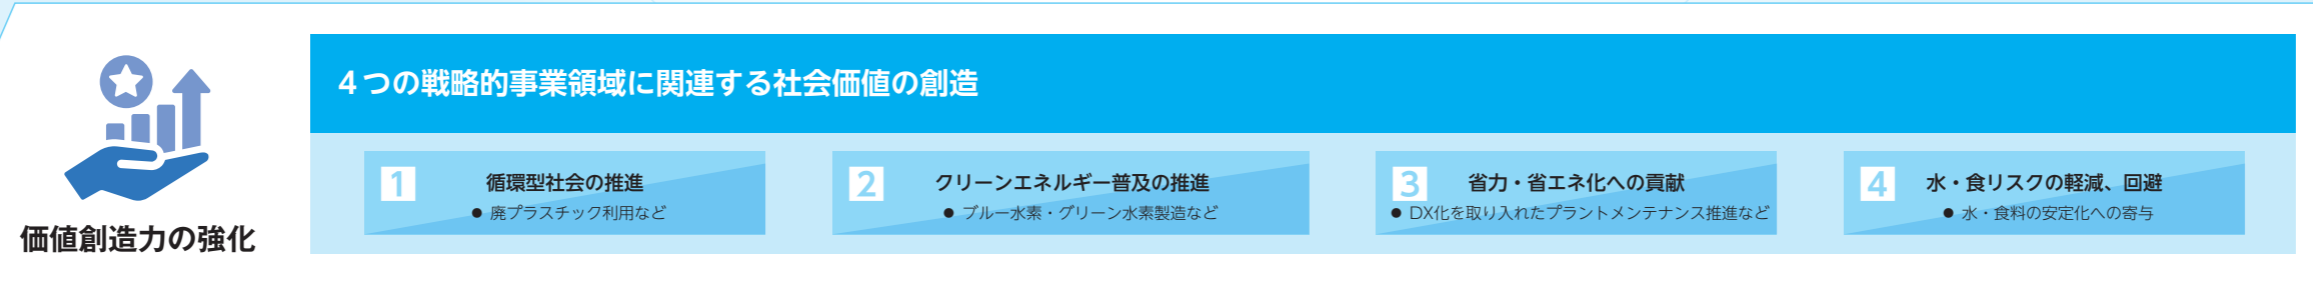 価値創造力の強化
４つの戦略的事業領域に関連する社会価値の創造
1
循環型社会の推進
● 廃プラスチック利用など
2
クリーンエネルギー普及の推進
● ブルー水素・グリーン水素製造など
3
省力・省エネ化への貢献
● DX化を取り入れたプラントメンテナンス推進など
4
水・食リスクの軽減、回避
● 水・食料の安定化への寄与